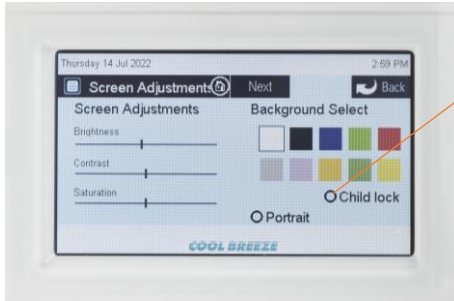 Thursday 14 Jul 2022 2:59 PM
Screen Adjustments Next Back
Screen Adjustments Background Select
Brightness
Contrast
Saturation
Child lock
Portrait
COOL BREEZE